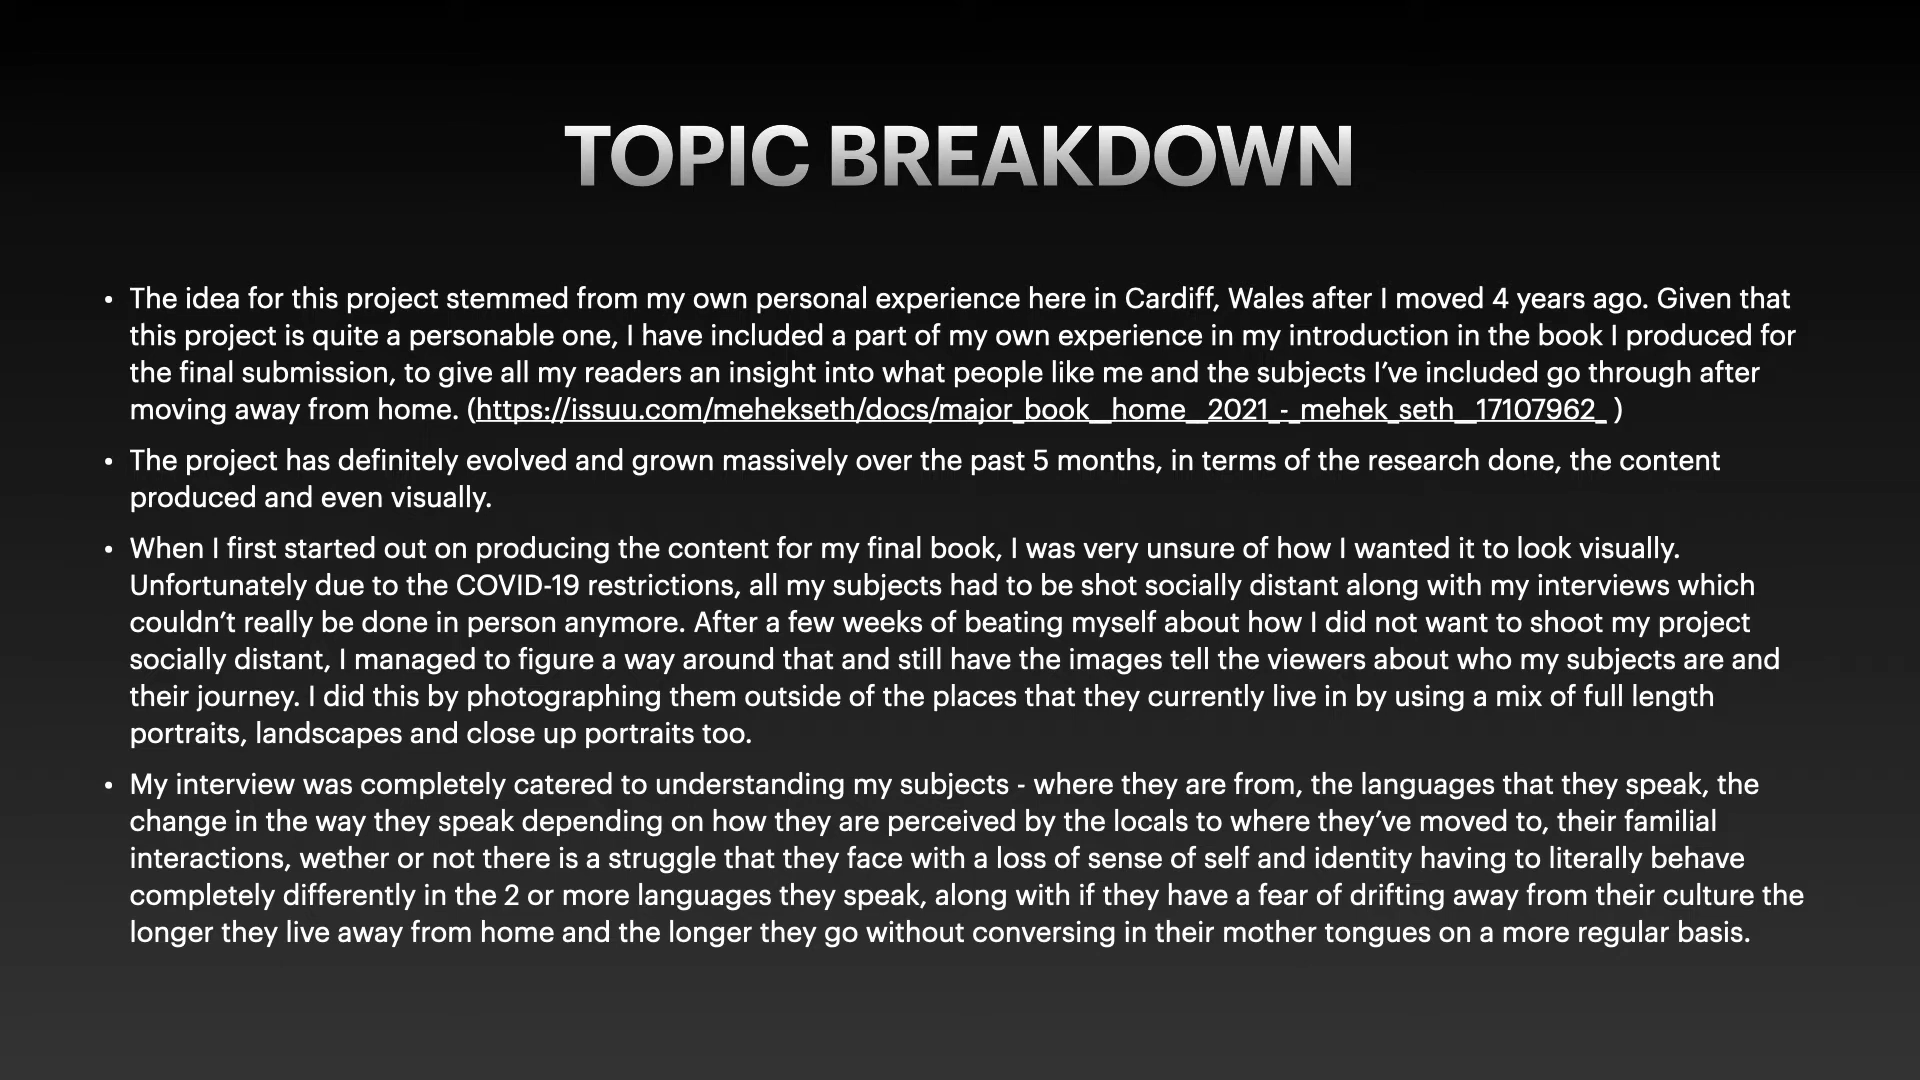 TOPIC BREAKDOWN
• The idea for this project stemmed from my own personal experience here in Cardiff, Wales after I moved 4 years ago. Given that
this project is quite a personable one, I have included a part of my own experience in my introduction in the book I produced for
the final submission, to give all my readers an insight into what people like me and the subjects I’ve included go through after
moving away from home. (https://issuu.com/mehekseth/docs/major_book__home__2021_-_mehek_seth__17107962_ )
• The project has definitely evolved and grown massively over the past 5 months, in terms of the research done, the content
produced and even visually.
• When I first started out on producing the content for my final book, I was very unsure of how I wanted it to look visually.
Unfortunately due to the COVID-19 restrictions, all my subjects had to be shot socially distant along with my interviews which
couldn’t really be done in person anymore. After a few weeks of beating myself about how I did not want to shoot my project
socially distant, I managed to figure a way around that and still have the images tell the viewers about who my subjects are and
their journey. I did this by photographing them outside of the places that they currently live in by using a mix of full length
portraits, landscapes and close up portraits too.
• My interview was completely catered to understanding my subjects - where they are from, the languages that they speak, the
change in the way they speak depending on how they are perceived by the locals to where they’ve moved to, their familial
interactions, wether or not there is a struggle that they face with a loss of sense of self and identity having to literally behave
completely differently in the 2 or more languages they speak, along with if they have a fear of drifting away from their culture the
longer they live away from home and the longer they go without conversing in their mother tongues on a more regular basis.